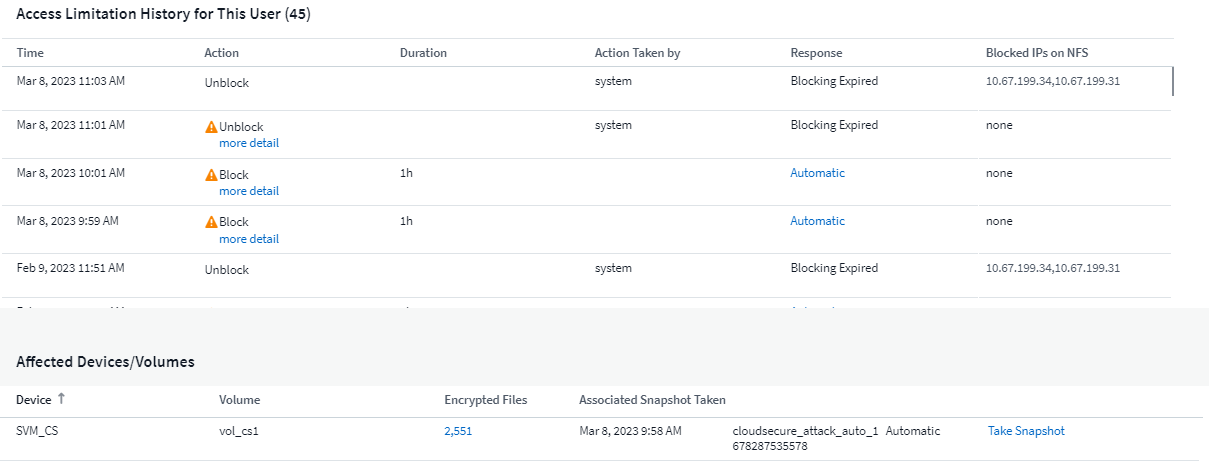 Access Limitation History for This User (45)
Time Action Duration Action Taken by Response Blocked IPs on NFS
Mar 8, 2023 11:03 AM Unblock system Blocking Expired 10.67.199.34,10.67.199.31
Mar 8, 2023 11:01 AM Unblock system Blocking Expired none
more detail
Mar 8, 2023 10:01 AM Block 1h Automatic none
more detail
Mar 8, 2023 9:59 AM Block 1h Automatic none
more detail
Feb 9, 2023 11:51 AM Unblock system Blocking Expired 10.67.199.34,10.67.199.31
Affected Devices/Volumes
Device ↑ Volume Encrypted Files Associated Snapshot Taken
SVM_CS vol_cs1 2,551 Mar 8, 2023 9:58 AM cloudsecure_attack_auto_1 Automatic Take Snapshot
678287535578